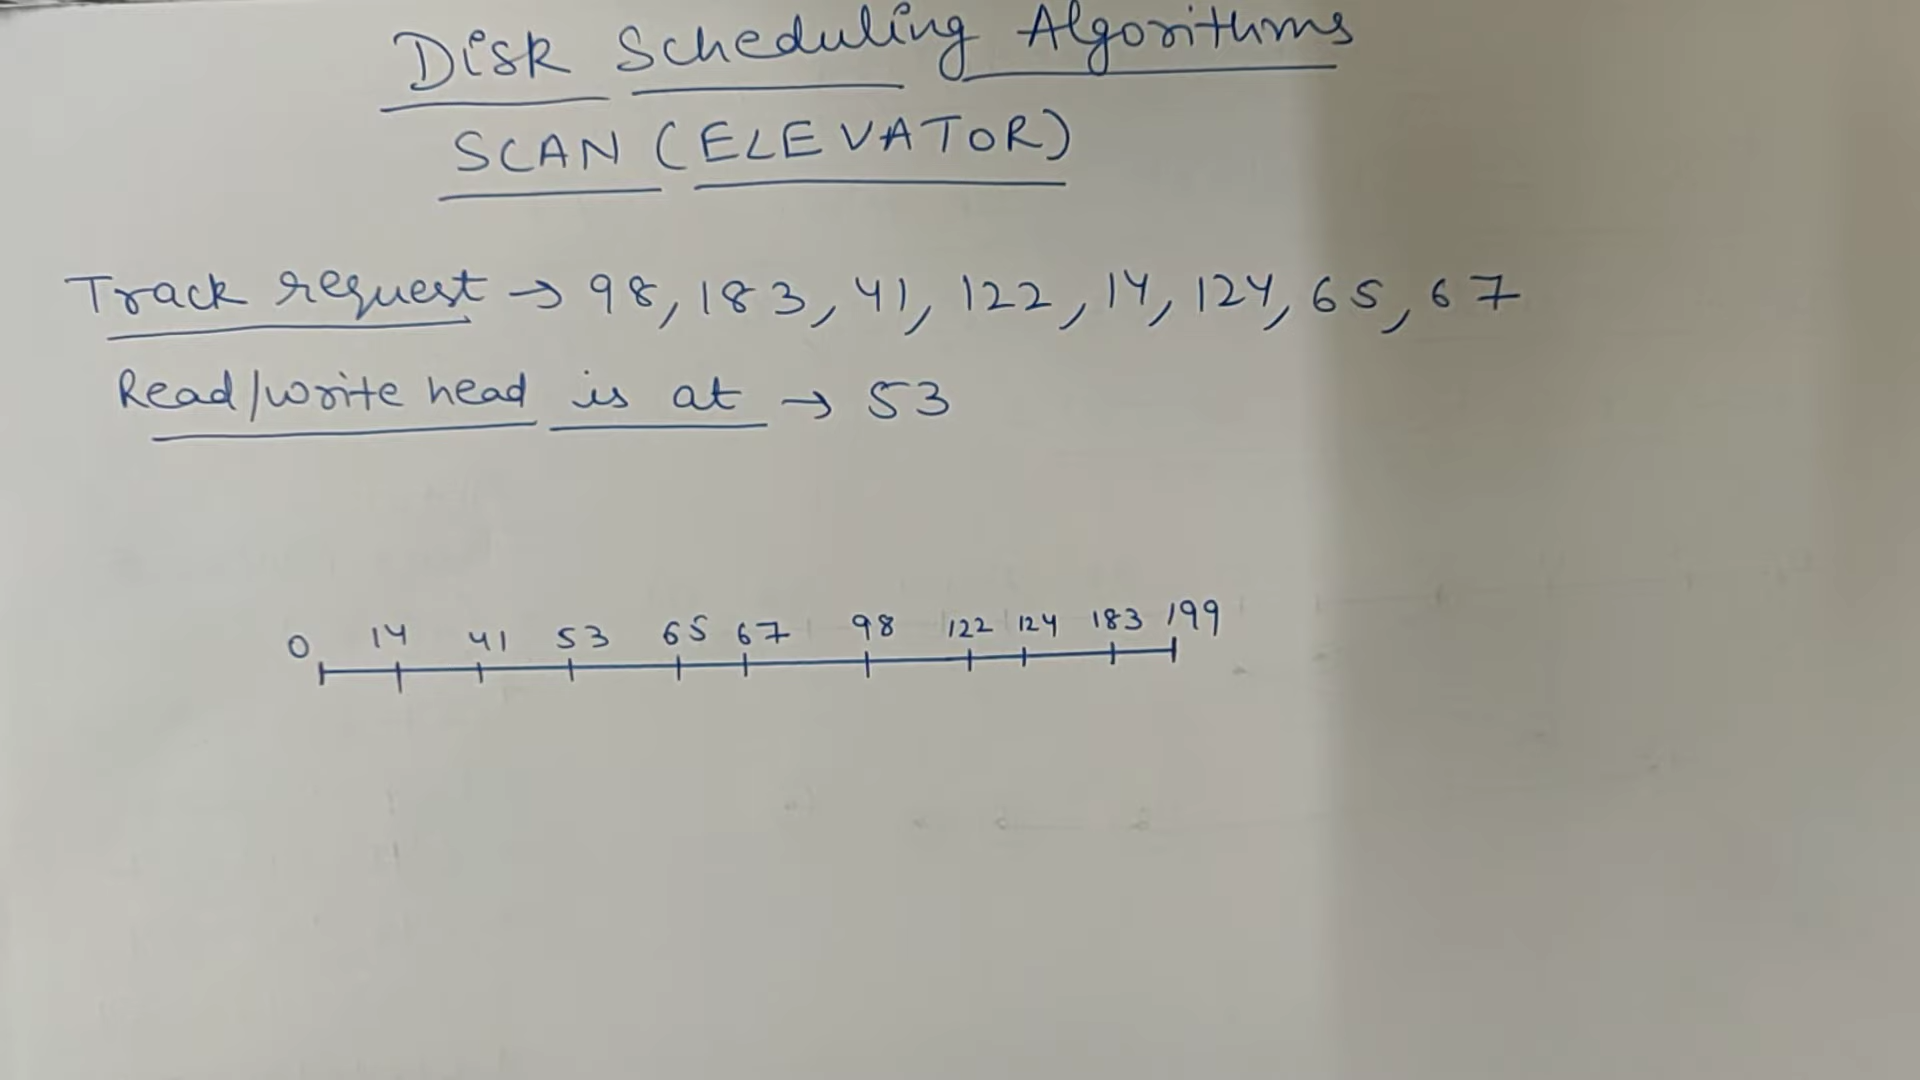 Disk Scheduling Algorithms
SCAN (ELEVATOR)
Track request → 98, 183, 41, 122, 14, 124, 65, 67
Read/write head is at → 53
0 14 41 53 65 67 98 122 124 183 199